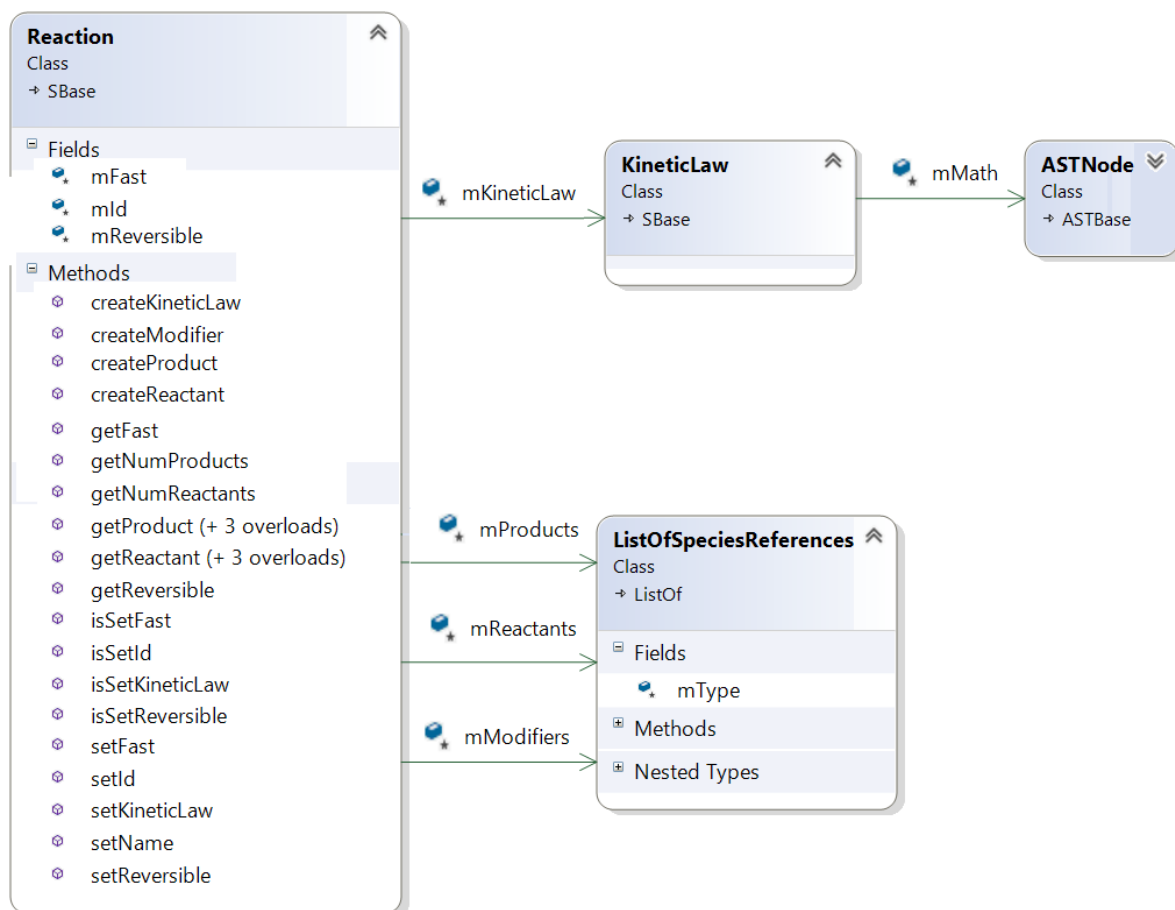 Reaction
Class
SBase
Fields
mFast
mId
mReversible
Methods
createKineticLaw
createModifier
createProduct
createReactant
getFast
getNumProducts
getNumReactants
getProduct (+ 3 overloads)
getReactant (+ 3 overloads)
getReversible
isSetFast
isSetId
isSetKineticLaw
isSetReversible
setFast
setId
setKineticLaw
setName
setReversible
mKineticLaw
KineticLaw
Class
SBase
mMath
ASTNode
Class
ASTBase
mProducts
mReactants
mModifiers
ListOfSpeciesReferences
Class
ListOf
Fields
mType
Methods
Nested Types